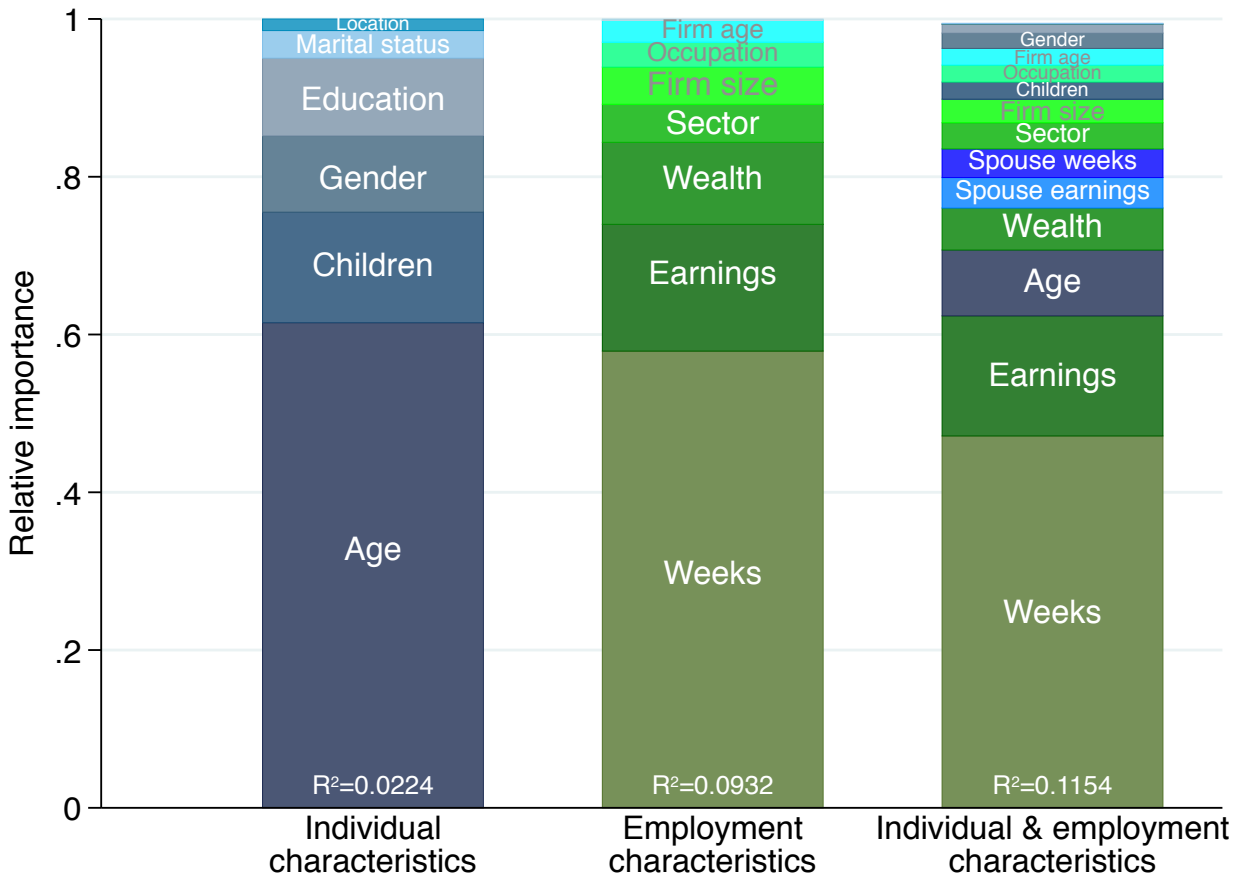 Relative importance
1
.8
.6
.4
.2
0
Location
Marital status
Education
Gender
Children
Age
R²=0.0224
Individual
characteristics
Firm age
Occupation
Firm size
Sector
Wealth
Earnings
Weeks
R²=0.0932
Employment
characteristics
Gender
Firm age
Occupation
Children
Firm size
Sector
Spouse weeks
Spouse earnings
Wealth
Age
Earnings
Weeks
R²=0.1154
Individual & employment
characteristics